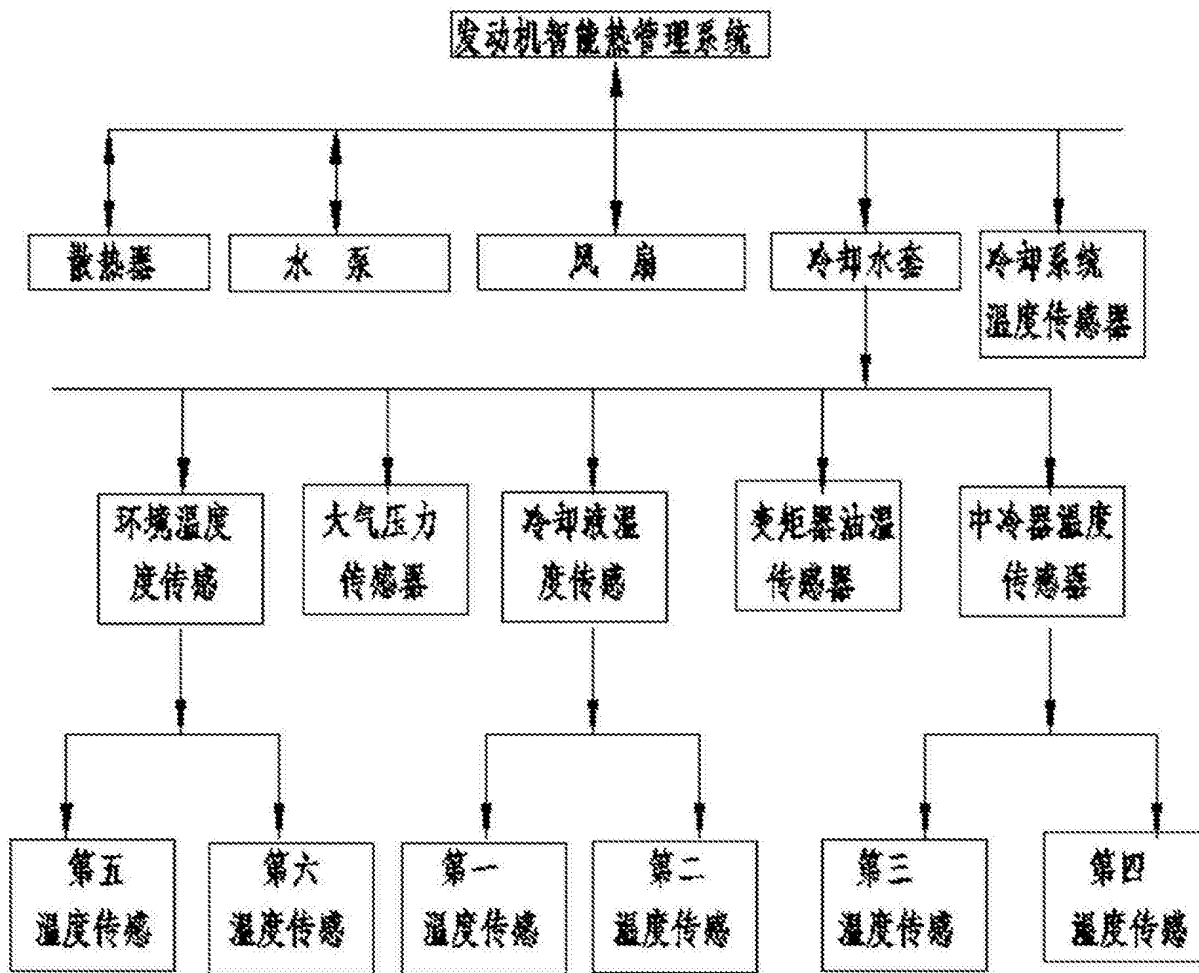 发动机智能热管理系统
散热器
水 泵
风 扇
冷却水套
冷却系统
温度传感器
环境温度
度传感
大气压力
传感器
冷却液温
度传感
变矩器油温
传感器
中冷器温度
传感器
第五
温度传感
第六
温度传感
第一
温度传感
第二
温度传感
第三
温度传感
第四
温度传感